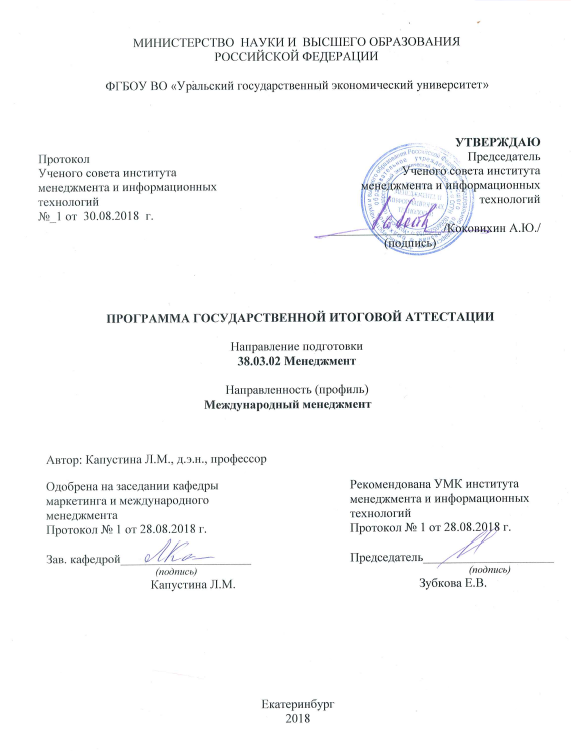 МИНИСТЕРСТВО НАУКИ И ВЫСШЕГО ОБРАЗОВАНИЯ
РОССИЙСКОЙ ФЕДЕРАЦИИ
ФГБОУ ВО «Уральский государственный экономический университет»
Протокол
Ученого совета института
менеджмента и информационных
технологий
№_1 от 30.08.2018 г.
УТВЕРЖДАЮ
Председатель
Ученого совета института
менеджмента и информационных
технологий
/Коковихин А.Ю./
(подпись)
ПРОГРАММА ГОСУДАРСТВЕННОЙ ИТОГОВОЙ АТТЕСТАЦИИ
Направление подготовки
38.03.02 Менеджмент
Направленность (профиль)
Международный менеджмент
Автор: Капустина Л.М., д.э.н., профессор
Одобрена на заседании кафедры
маркетинга и международного
менеджмента
Протокол № 1 от 28.08.2018 г.
Зав. кафедрой
(подпись)
Капустина Л.М.
Рекомендована УМК института
менеджмента и информационных
технологий
Протокол № 1 от 28.08.2018 г.
Председатель
(подпись)
Зубкова Е.В.
Екатеринбург
2018